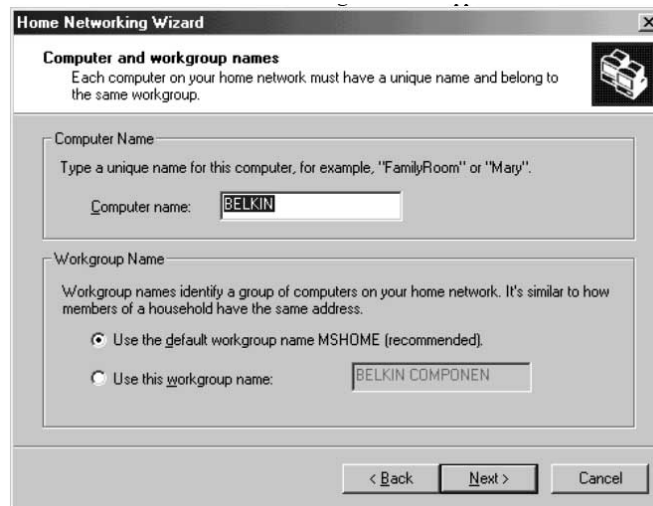 Home Networking Wizard
Computer and workgroup names
Each computer on your home network must have a unique name and belong to
the same workgroup.
Computer Name
Type a unique name for this computer, for example, "FamilyRoom" or "Mary".
Computer name: BELKIN
Workgroup Name
Workgroup names identify a group of computers on your home network. It's similar to how
members of a household have the same address.
Use the default workgroup name MSHOME (recommended).
Use this workgroup name: BELKIN COMPONEN
< Back Next > Cancel